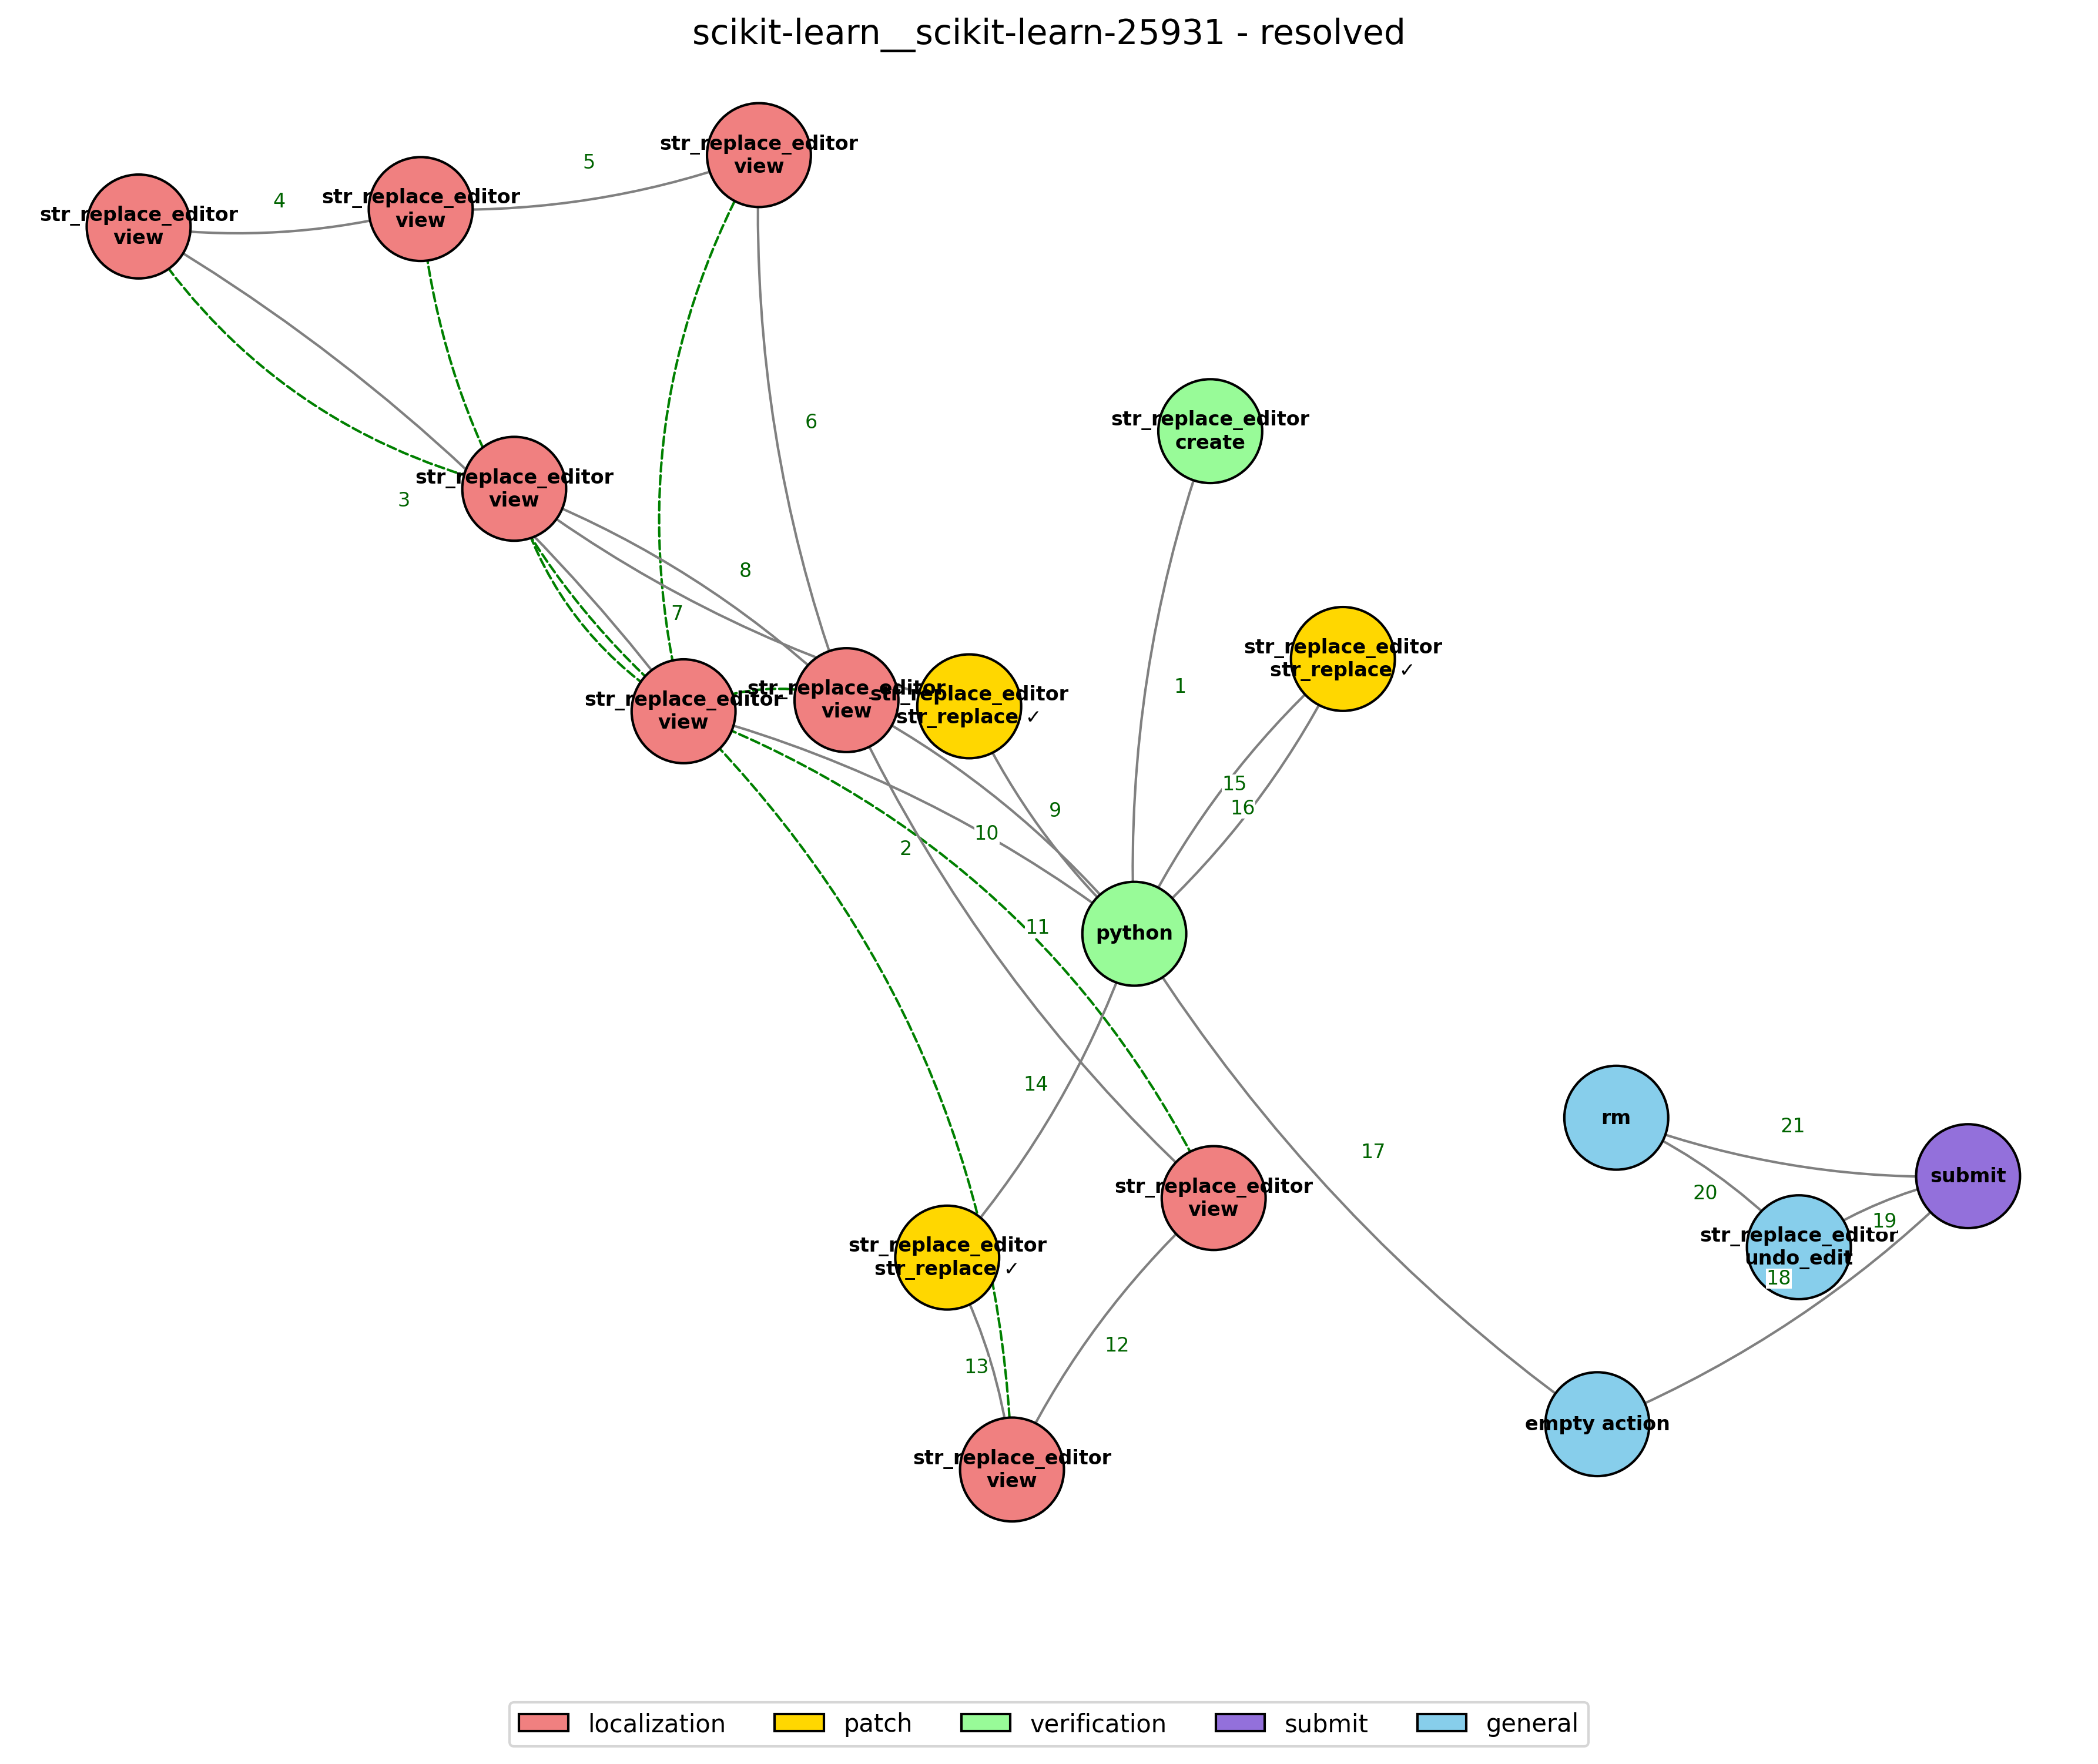 scikit-learn__scikit-learn-25931 - resolved
str_replace_editor
view
5
str_replace_editor
view
4
str_replace_editor
view
6
str_replace_editor
create
str_replace_editor
view
3
8
7
str_replace_editor
str_replace ✓
1
str_replace_editor
view
str_replace_editor
view
str_replace_editor
str_replace ✓
15
16
9
10
2
11
python
14
rm
21
17
submit
20
19
str_replace_editor
view
str_replace_editor
undo_edit
18
str_replace_editor
str_replace ✓
12
13
empty action
str_replace_editor
view
localization
patch
verification
submit
general